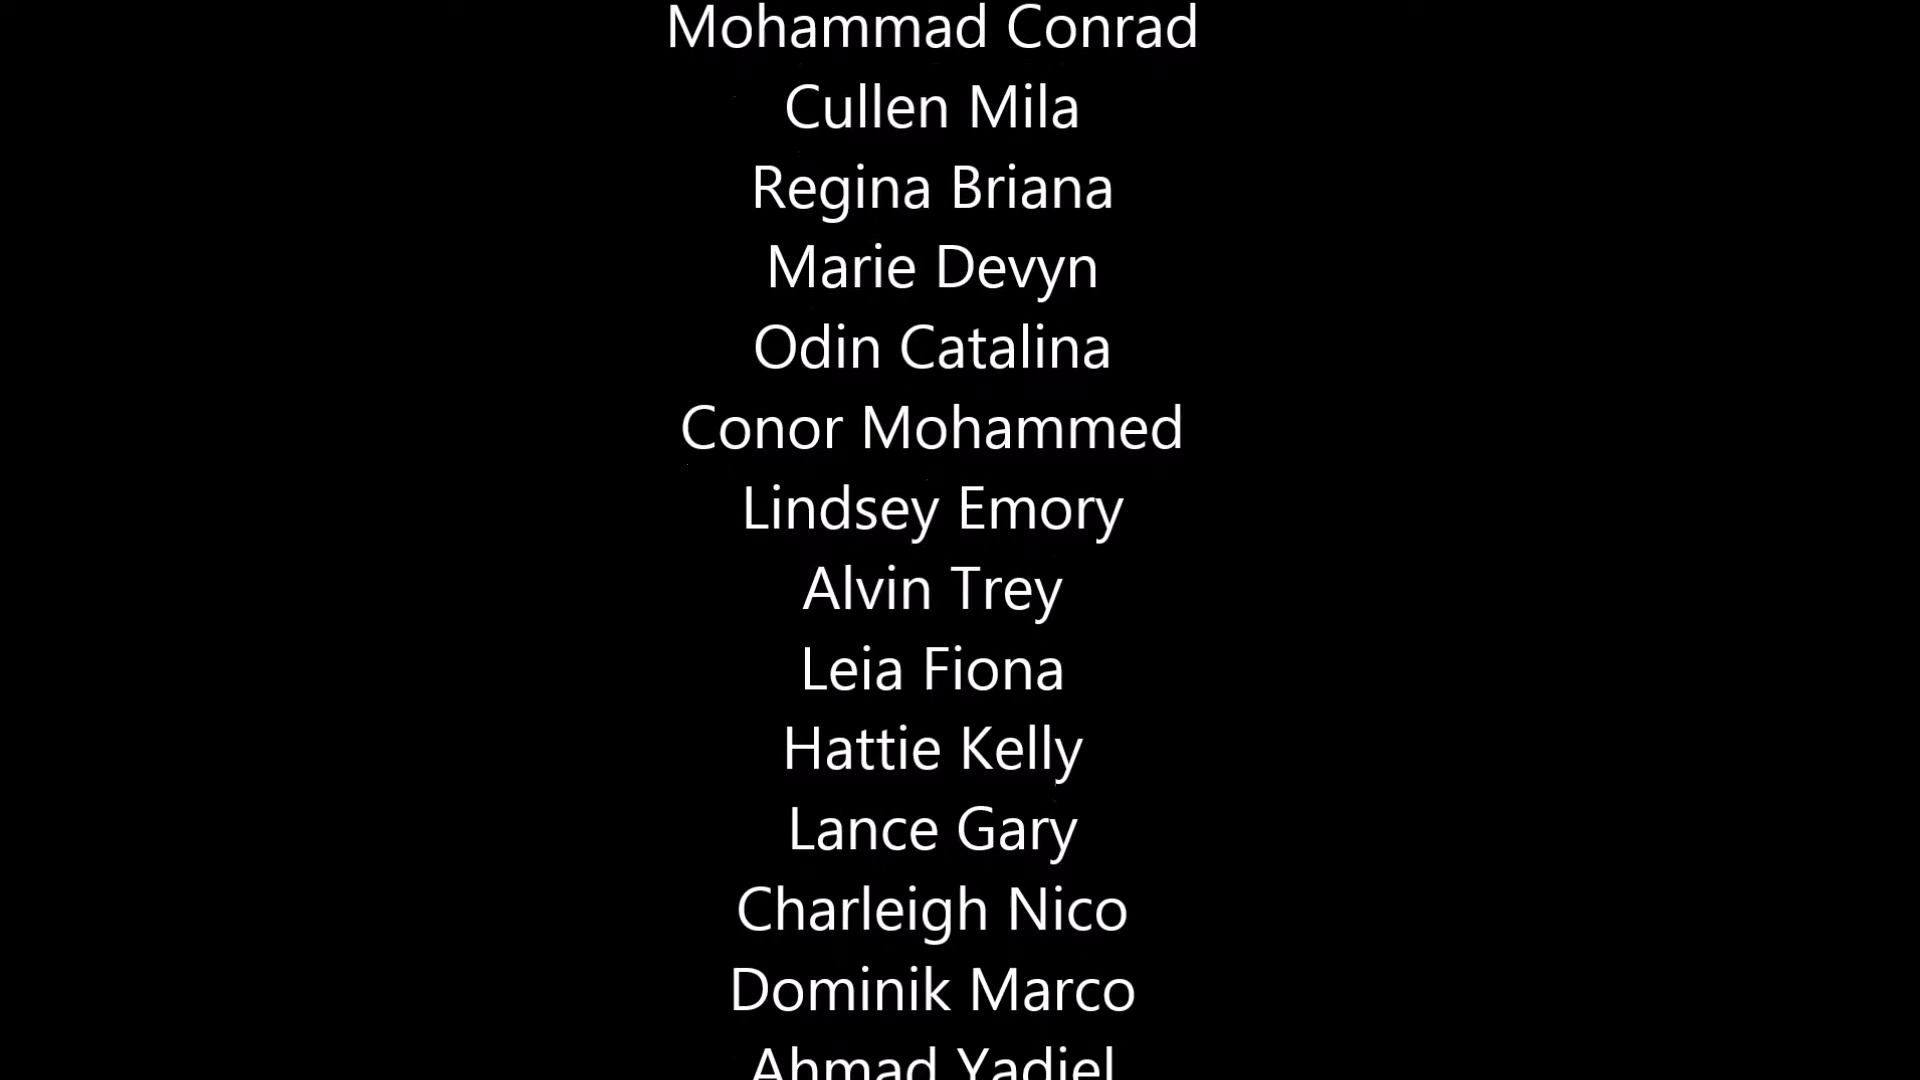 Mohammad Conrad
Cullen Mila
Regina Briana
Marie Devyn
Odin Catalina
Conor Mohammed
Lindsey Emory
Alvin Trey
Leia Fiona
Hattie Kelly
Lance Gary
Charleigh Nico
Dominik Marco
Ahmad Yadiel